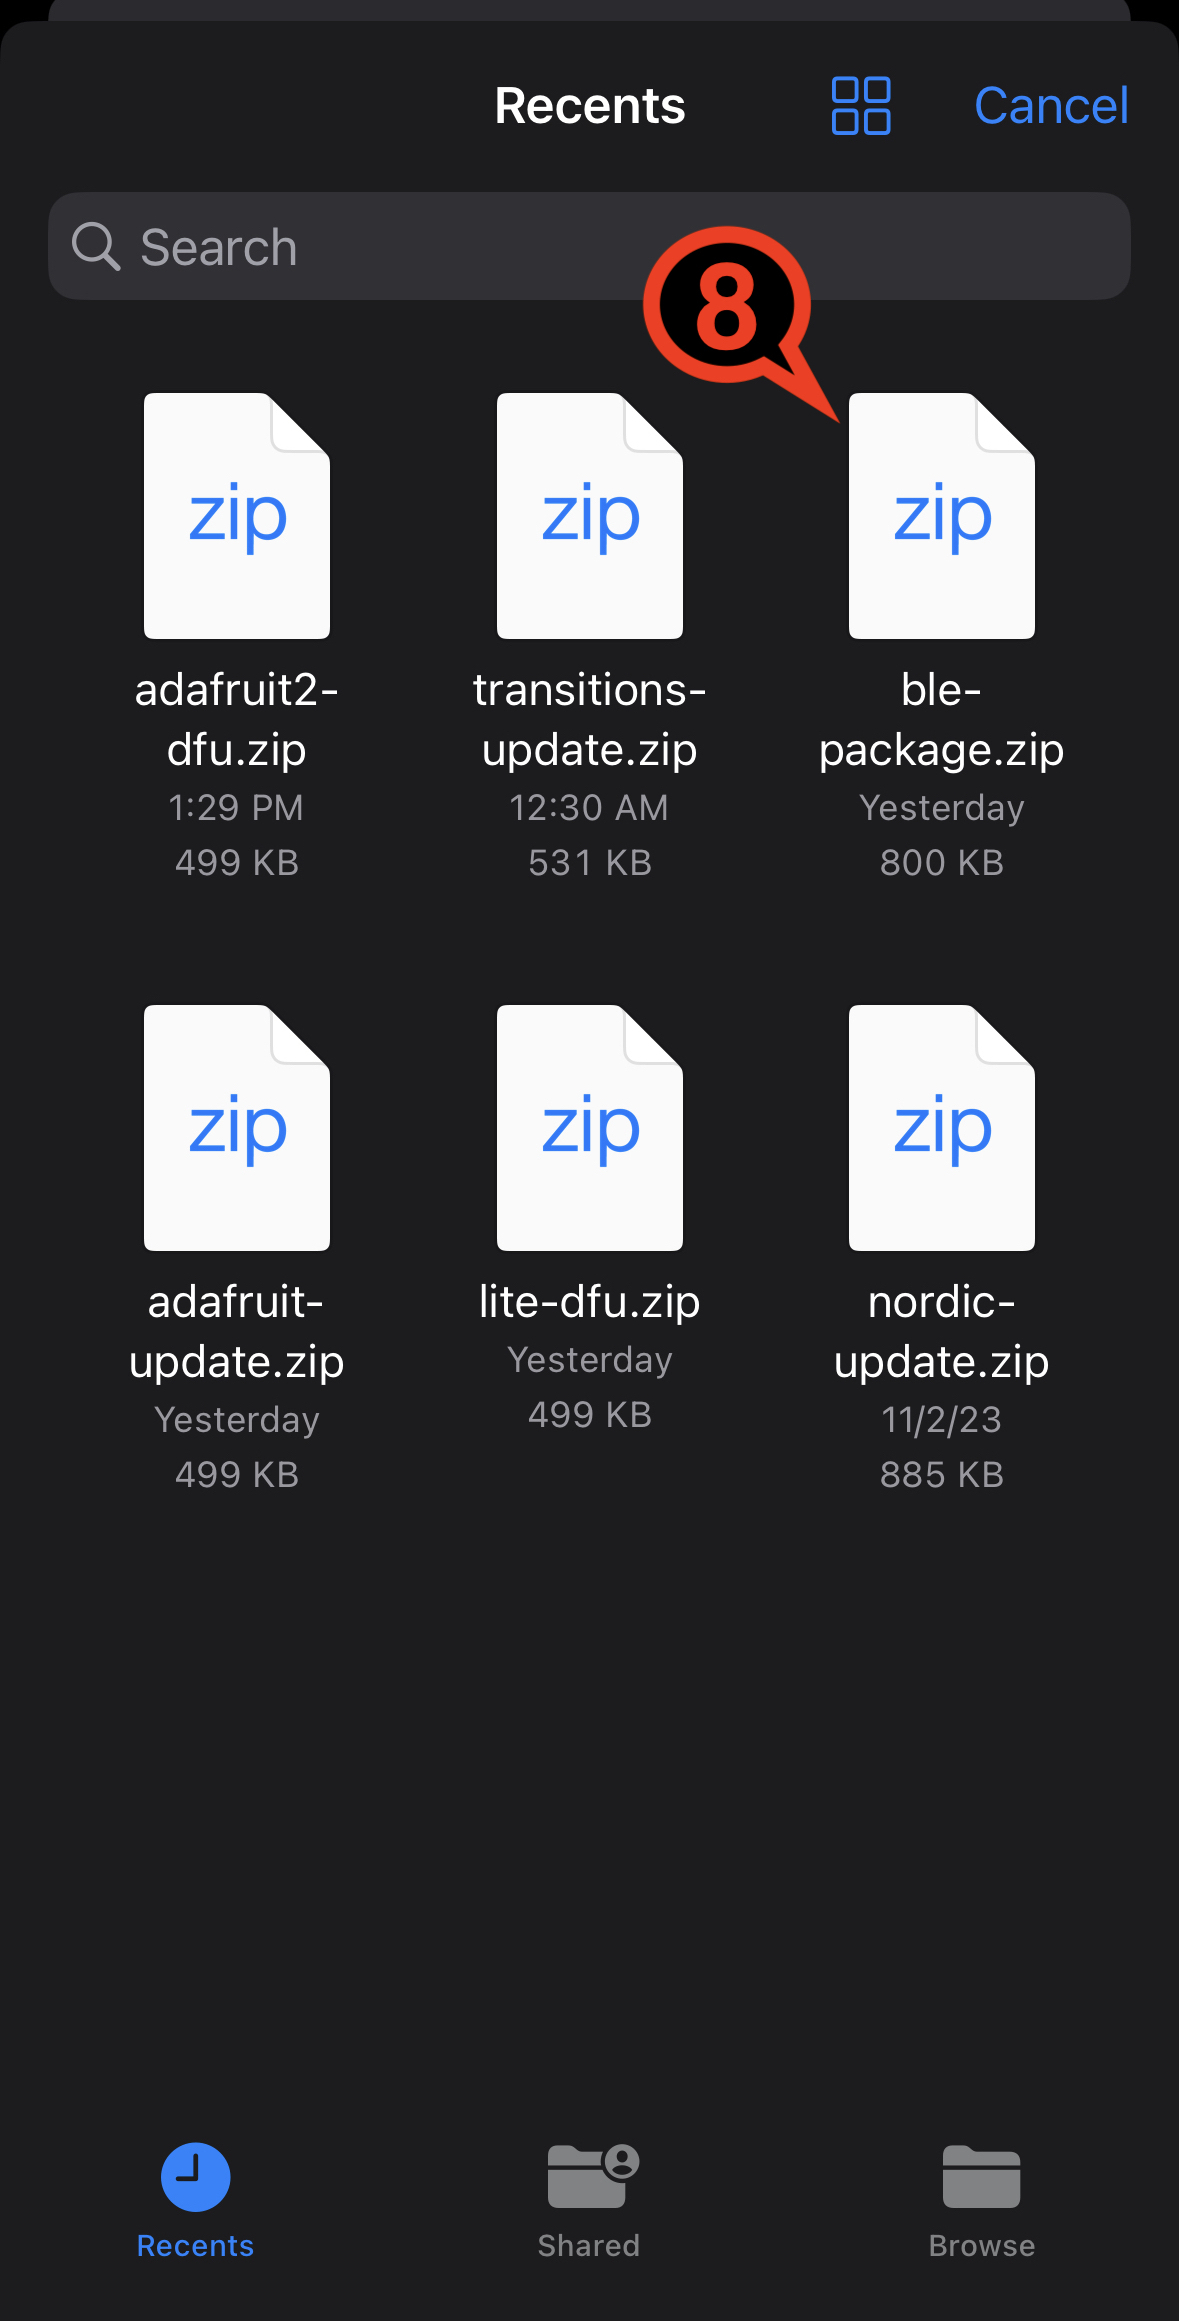 Recents
Cancel
Search
8
zip
zip
zip
adafruit2-
dfu.zip
1:29 PM
499 KB
transitions-
update.zip
12:30 AM
531 KB
ble-
package.zip
Yesterday
800 KB
zip
zip
zip
adafruit-
update.zip
Yesterday
499 KB
lite-dfu.zip
Yesterday
499 KB
nordic-
update.zip
11/2/23
885 KB
Recents
Shared
Browse